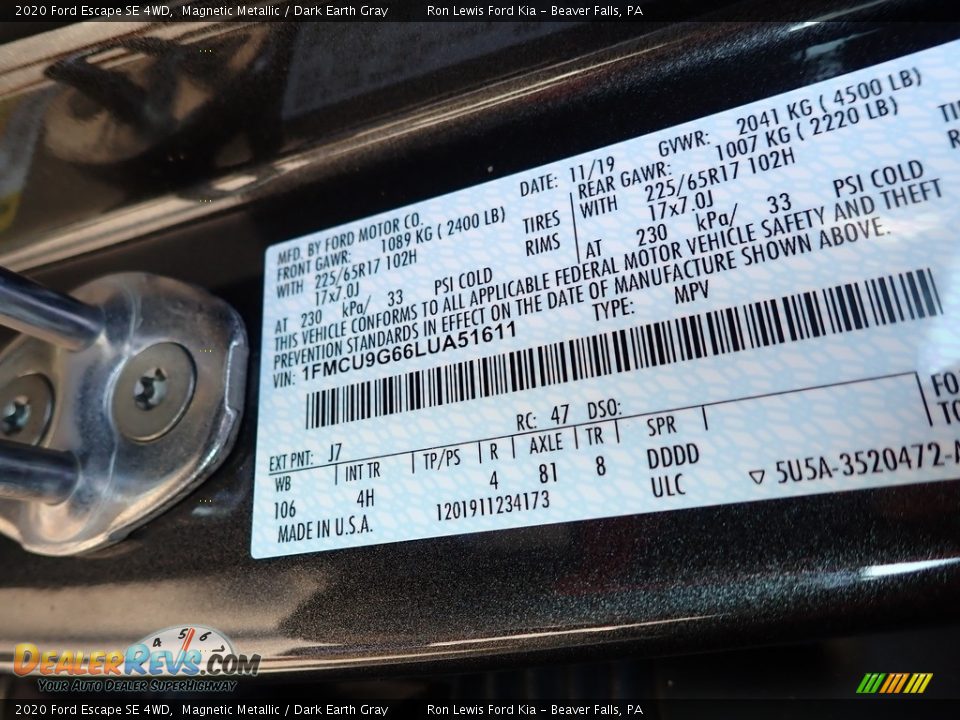 2020 Ford Escape SE 4WD, Magnetic Metallic / Dark Earth Gray Ron Lewis Ford Kia - Beaver Falls, PA
MFD. BY FORD MOTOR CO. DATE: 11/19 GVWR: 2041 KG ( 4500 LB)
FRONT GAWR: 1089 KG ( 2400 LB) REAR GAWR: 1007 KG ( 2220 LB)
WITH 225/65R17 102H TIRES WITH 225/65R17 102H
17x7.0J RIMS 17x7.0J
AT 230 kPa/ 33 PSI COLD AT 230 kPa/ 33 PSI COLD
THIS VEHICLE CONFORMS TO ALL APPLICABLE FEDERAL MOTOR VEHICLE SAFETY AND THEFT
PREVENTION STANDARDS IN EFFECT ON THE DATE OF MANUFACTURE SHOWN ABOVE.
VIN: 1FMCU9G66LUA51611 TYPE: MPV
EXT PNT: J7 RC: 47 DSO:
WB INT TR TP/PS R AXLE TR SPR
106 4H 4 81 8 DDDD
MADE IN U.S.A. 1201911234173 ULC ▽ 5U5A-3520472-A
4 5 6
DEALERREVS.COM
YOUR AUTO DEALER SUPERHIGHWAY
2020 Ford Escape SE 4WD, Magnetic Metallic / Dark Earth Gray Ron Lewis Ford Kia - Beaver Falls, PA